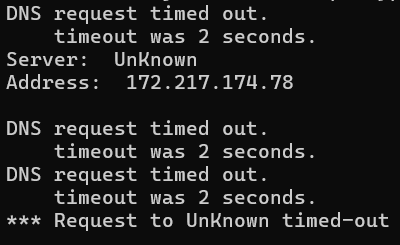 DNS request timed out.
    timeout was 2 seconds.
Server:  UnKnown
Address:  172.217.174.78

DNS request timed out.
    timeout was 2 seconds.
DNS request timed out.
    timeout was 2 seconds.
*** Request to UnKnown timed-out